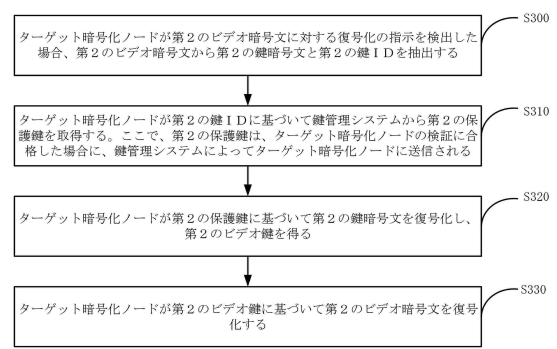 ターゲット暗号化ノードが第２のビデオ暗号文に対する復号化の指示を検出した
場合、第２のビデオ暗号文から第２の鍵暗号文と第２の鍵ＩＤを抽出する
S300
ターゲット暗号化ノードが第２の鍵ＩＤに基づいて鍵管理システムから第２の保
護鍵を取得する。ここで、第２の保護鍵は、ターゲット暗号化ノードの検証に合
格した場合に、鍵管理システムによってターゲット暗号化ノードに送信される
S310
ターゲット暗号化ノードが第２の保護鍵に基づいて第２の鍵暗号文を復号化し、
第２のビデオ鍵を得る
S320
ターゲット暗号化ノードが第２のビデオ鍵に基づいて第２のビデオ暗号文を復号
化する
S330